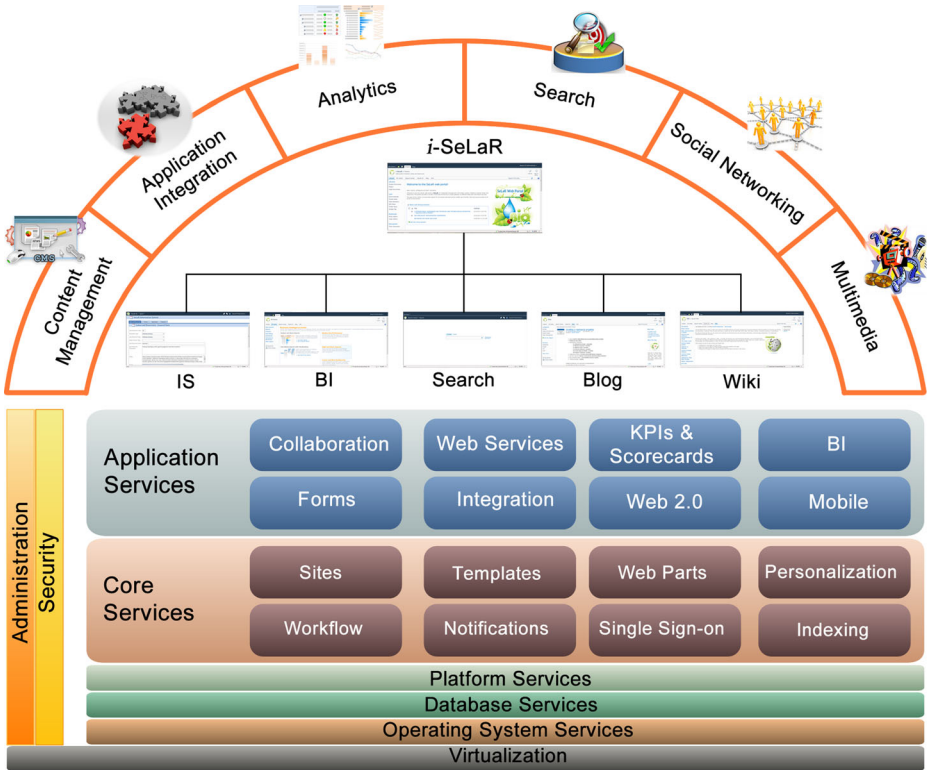 Analytics
Search
Application
Integration
Social Networking
Content
Management
Multimedia
CMS
i-SeLaR
IS
BI
Search
Blog
Wiki
Administration
Security
Application
Services
Collaboration
Web Services
KPIs &
Scorecards
BI
Forms
Integration
Web 2.0
Mobile
Core
Services
Sites
Templates
Web Parts
Personalization
Workflow
Notifications
Single Sign-on
Indexing
Platform Services
Database Services
Operating System Services
Virtualization